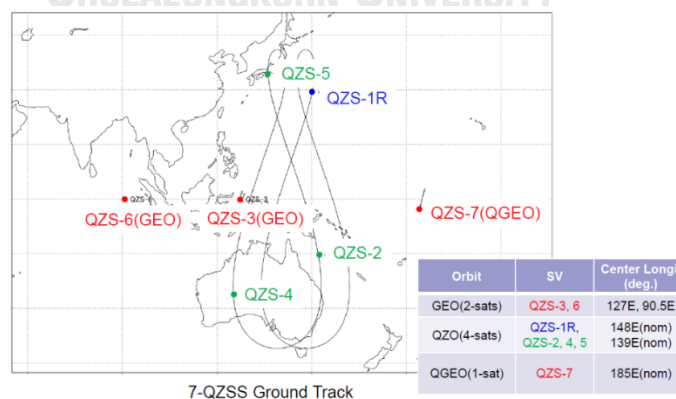 CHULALONGKORN UNIVERSITY
QZS-5
QZS-1R
QZS-6(GEO)
QZS-3(GEO)
QZS-7(QGEO)
QZS-2
QZS-4
Orbit SV Center Longi
(deg.)
GEO(2-sats) QZS-3, 6 127E, 90.5E
QZO(4-sats) QZS-1R, 148E(nom)
QZS-2, 4, 5 139E(nom)
QGEO(1-sat) QZS-7 185E(nom)
7-QZSS Ground Track